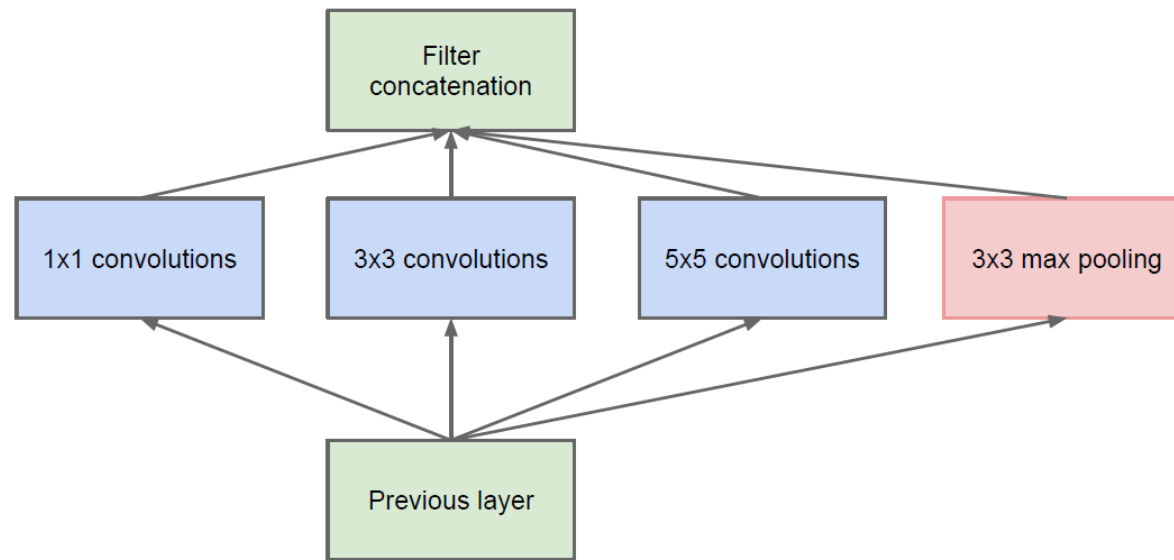 Filter
concatenation
1x1 convolutions
3x3 convolutions
5x5 convolutions
3x3 max pooling
Previous layer